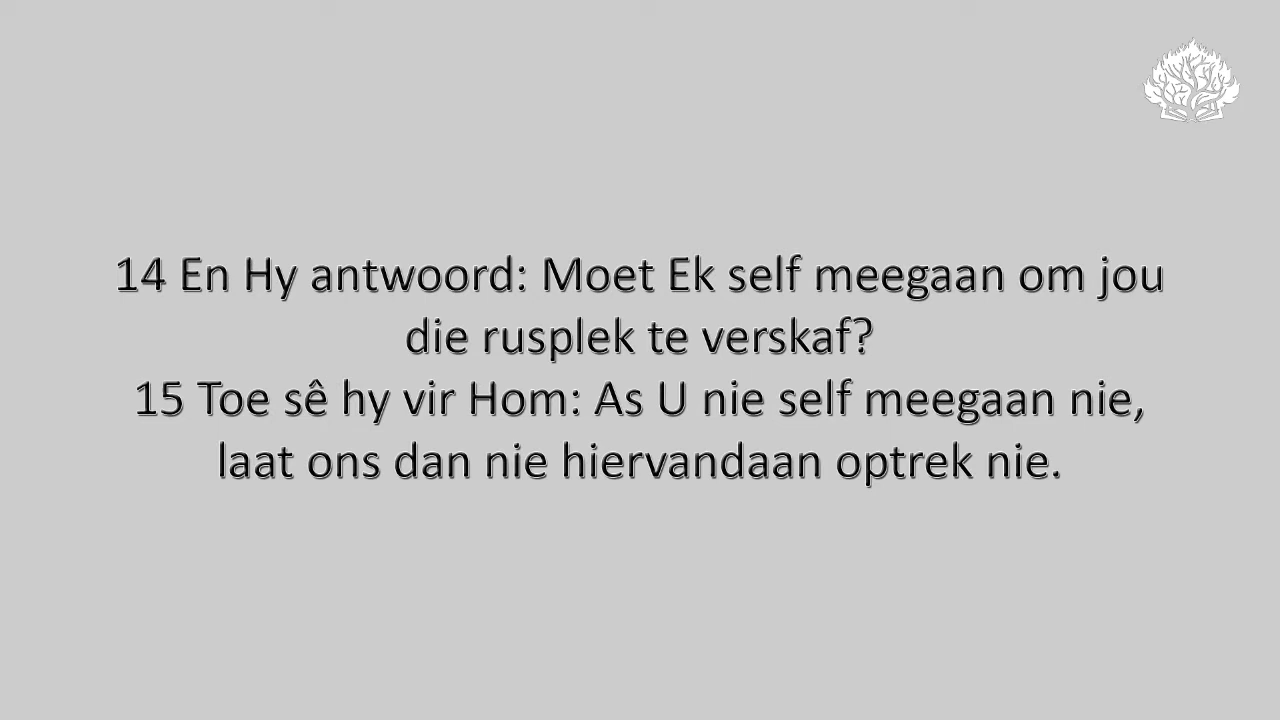 14 En Hy antwoord: Moet Ek self meegaan om jou
die rusplek te verskaf?
15 Toe sê hy vir Hom: As U nie self meegaan nie,
laat ons dan nie hiervandaan optrek nie.